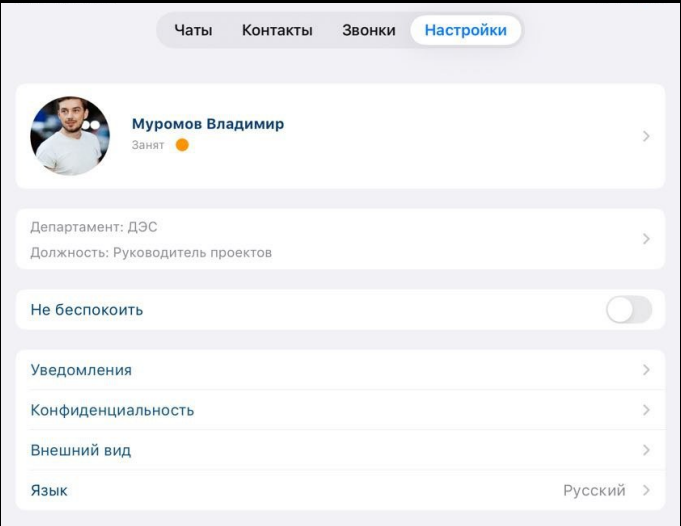 Чаты Контакты Звонки Настройки
Муромов Владимир
Занят
Департамент: ДЭС
Должность: Руководитель проектов
Не беспокоить
Уведомления
Конфиденциальность
Внешний вид
Язык Русский